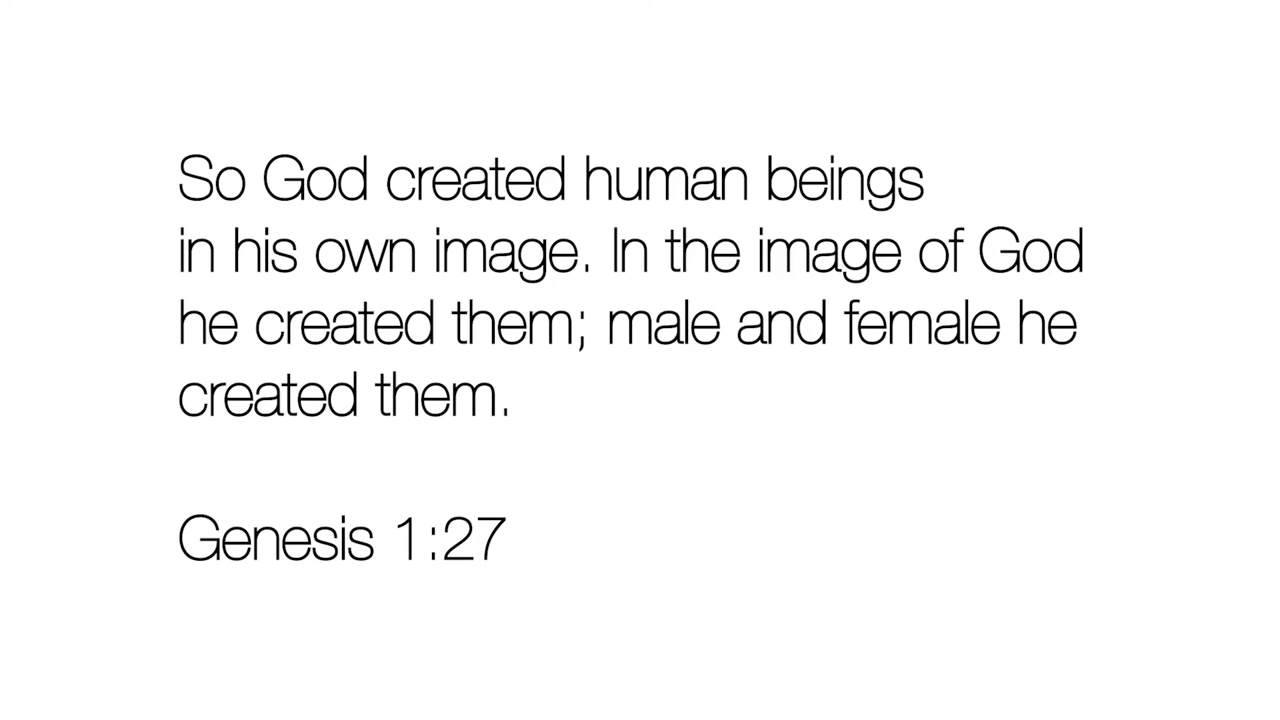 So God created human beings
in his own image. In the image of God
he created them; male and female he
created them.
Genesis 1:27